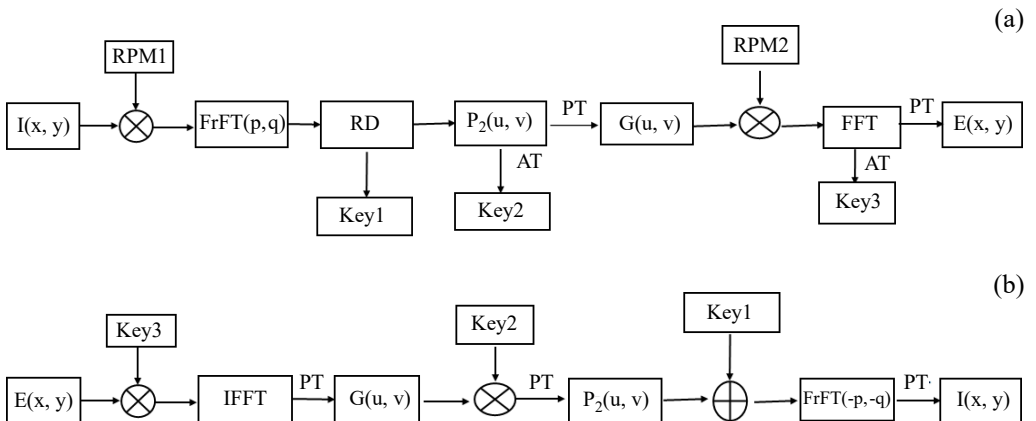 (a)
RPM1
RPM2
I(x, y)
FrFT(p,q)
RD
P₂(u, v)
PT
G(u, v)
FFT
PT
E(x, y)
AT
AT
Key1
Key2
Key3
(b)
Key3
Key2
Key1
E(x, y)
IFFT
PT
G(u, v)
PT
P₂(u, v)
FrFT(-p,-q)
PT.
I(x, y)